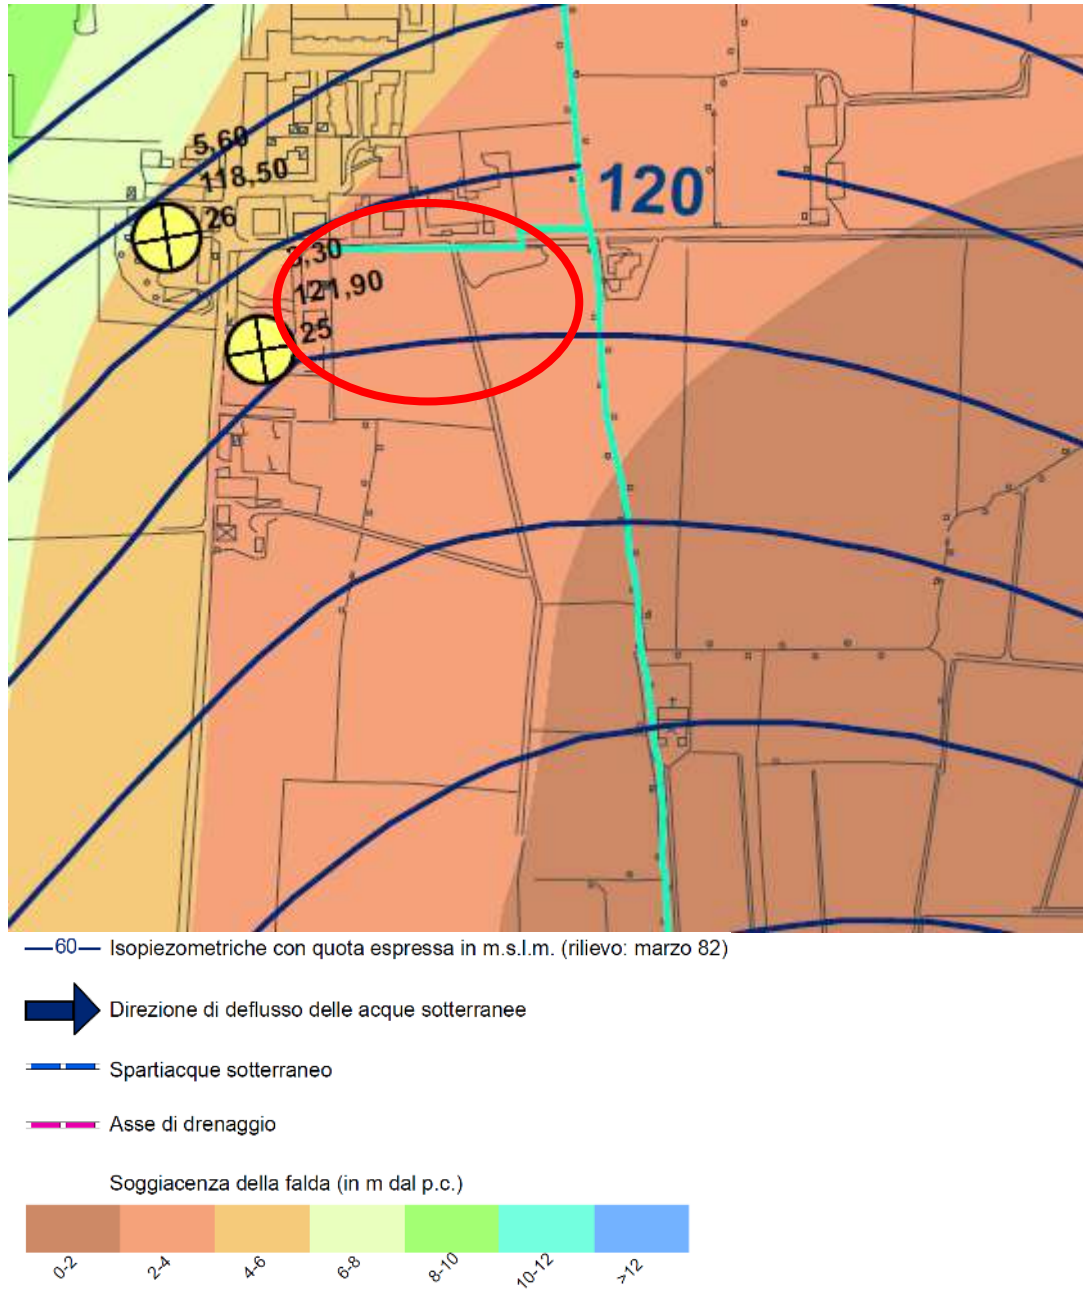 5,60
118,50
26
120
3,30
121,90
25
60 Isopiezometriche con quota espressa in m.s.l.m. (rilievo: marzo 82)
Direzione di deflusso delle acque sotterranee
Spartiacque sotterraneo
Asse di drenaggio
Soggiacenza della falda (in m dal p.c.)
0-2 2-4 4-6 6-8 8-10 10-12 >12